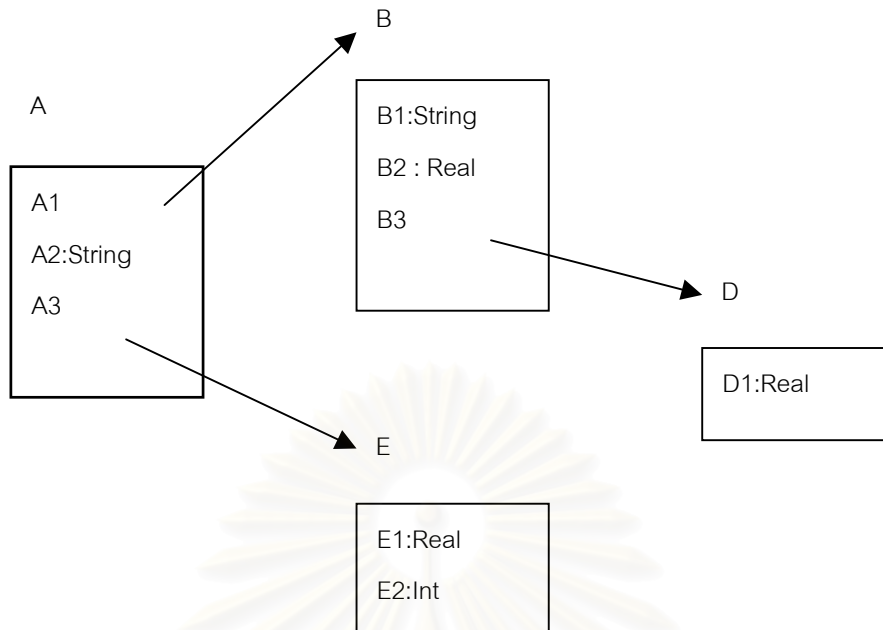 A
A1
A2:String
A3
B
B1:String
B2 : Real
B3
D
D1:Real
E
E1:Real
E2:Int